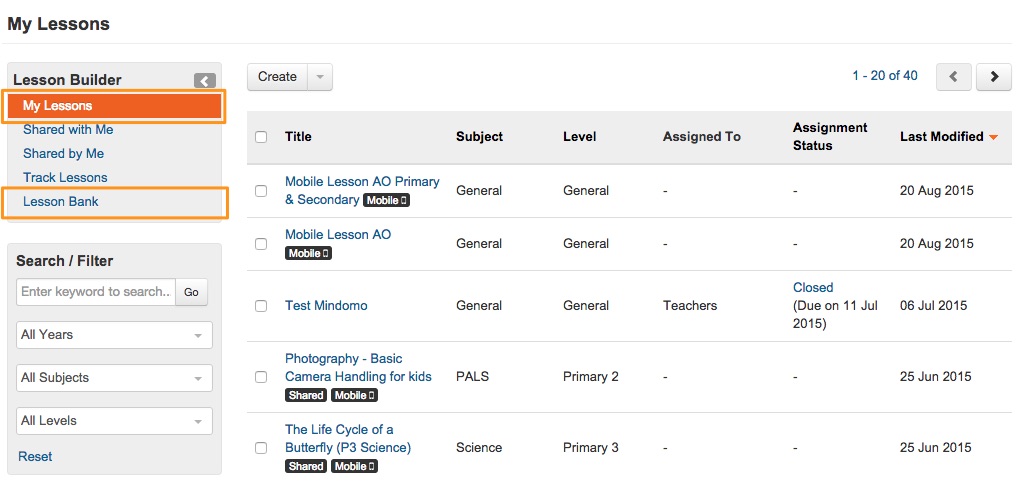 My Lessons
Lesson Builder
My Lessons
Shared with Me
Shared by Me
Track Lessons
Lesson Bank
Search / Filter
Enter keyword to search.. Go
All Years
All Subjects
All Levels
Reset
Create
1 - 20 of 40
Title Subject Level Assigned To Assignment Status Last Modified
Mobile Lesson AO Primary
& Secondary Mobile
General General - - 20 Aug 2015
Mobile Lesson AO
Mobile
General General - - 20 Aug 2015
Test Mindomo General General Teachers
Closed
(Due on 11 Jul
2015)
06 Jul 2015
Photography - Basic
Camera Handling for kids
Shared Mobile
PALS Primary 2 - - 25 Jun 2015
The Life Cycle of a
Butterfly (P3 Science)
Shared Mobile
Science Primary 3 - - 25 Jun 2015